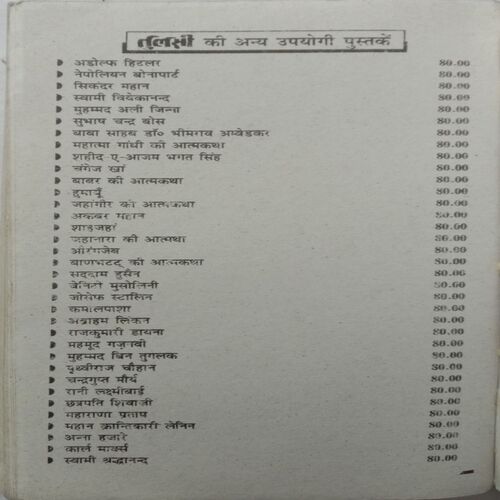 तुलसी की अन्य उपयोगी पुस्तकें
अडोल्फ हिटलर 80.00
नेपोलियन बोनापार्ट 80.00
सिकंदर महान 80.00
स्वामी विवेकानन्द 80.00
मुहम्मद अली जिन्ना 80.00
सुभाष चन्द्र बोस 80.00
बाबा साहब डॉ० भीमराव अम्बेडकर 80.00
महात्मा गांधी की आत्मकथा 80.00
शहीद-ए-आजम भगत सिंह 80.00
चंगेज खां 80.00
बाबर की आत्मकथा 80.00
हुमायूँ 80.00
जहांगीर की आत्मकथा 80.00
अकबर महान 80.00
शाहजहां 80.00
जहानारा की आत्मकथा 80.00
औरंगजेब 80.00
बाणभटट् की आत्मकथा 80.00
सददाम हुसैन 80.00
बेनिटो मुसोलिनी 80.00
जोसेफ स्टालिन 80.00
कमालपाशा 80.00
अब्राहम लिंकन 80.00
राजकुमारी डायना 80.00
महमूद गजनबी 80.00
मुहम्मद बिन तुगलक 80.00
पृथ्वीराज चौहान 80.00
चन्द्रगुप्त मौर्य 80.00
रानी लक्ष्मीबाई 80.00
छत्रपति शिवाजी 80.00
महाराणा प्रताप 80.00
महान क्रान्तिकारी लेनिन 80.00
अन्ना हजारे 80.00
कार्ल मार्क्स 80.00
स्वामी श्रद्धानन्द 80.00